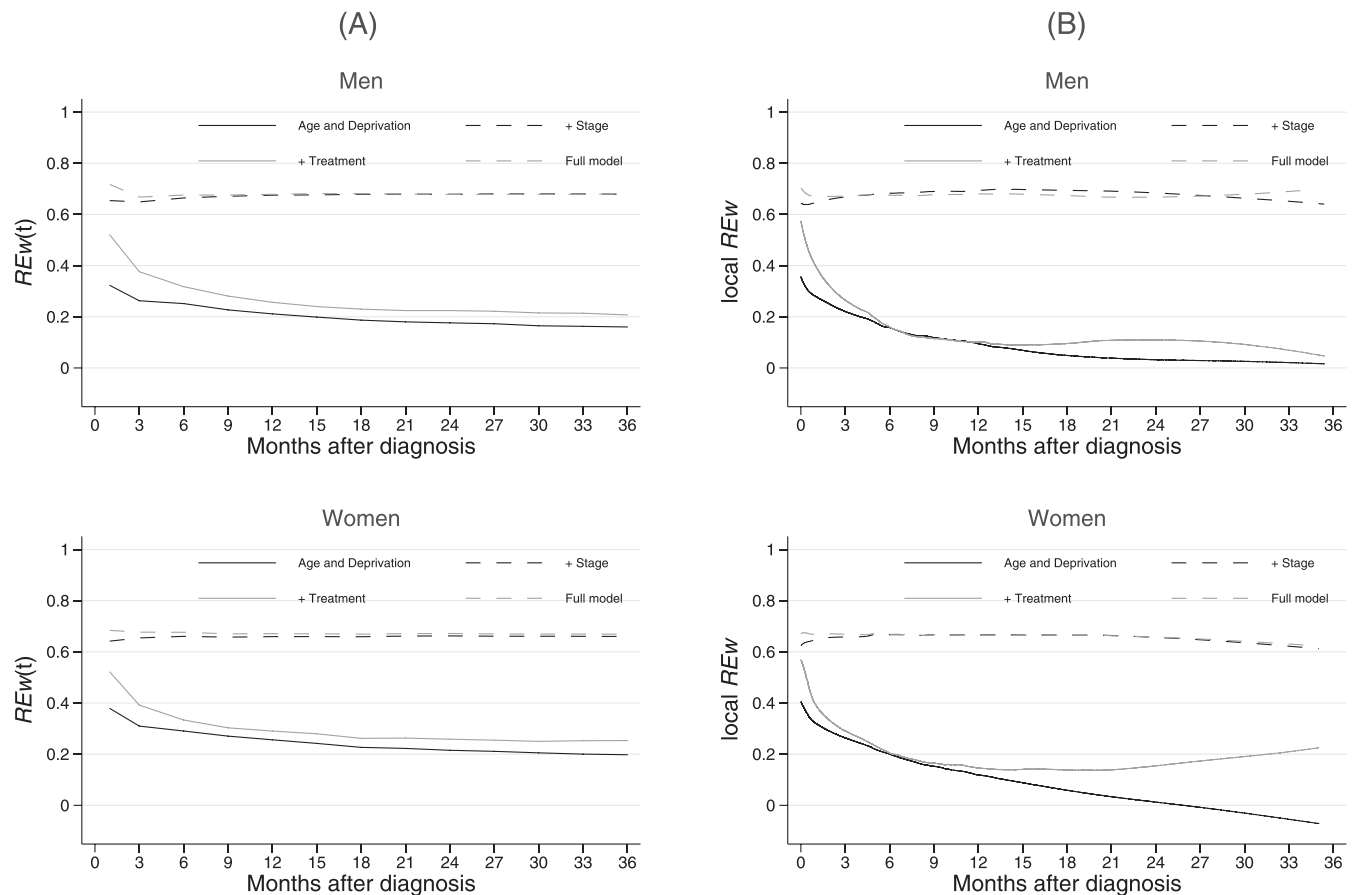 (A)
Men
1
Age and Deprivation
+ Stage
0.8
+ Treatment
Full model
0.6
REw(t)
0.4
0.2
0
0 3 6 9 12 15 18 21 24 27 30 33 36
Months after diagnosis
Women
1
Age and Deprivation
+ Stage
0.8
+ Treatment
Full model
0.6
REw(t)
0.4
0.2
0
0 3 6 9 12 15 18 21 24 27 30 33 36
Months after diagnosis
(B)
Men
1
Age and Deprivation
+ Stage
0.8
+ Treatment
Full model
0.6
local REw
0.4
0.2
0
0 3 6 9 12 15 18 21 24 27 30 33 36
Months after diagnosis
Women
1
Age and Deprivation
+ Stage
0.8
+ Treatment
Full model
0.6
local REw
0.4
0.2
0
0 3 6 9 12 15 18 21 24 27 30 33 36
Months after diagnosis